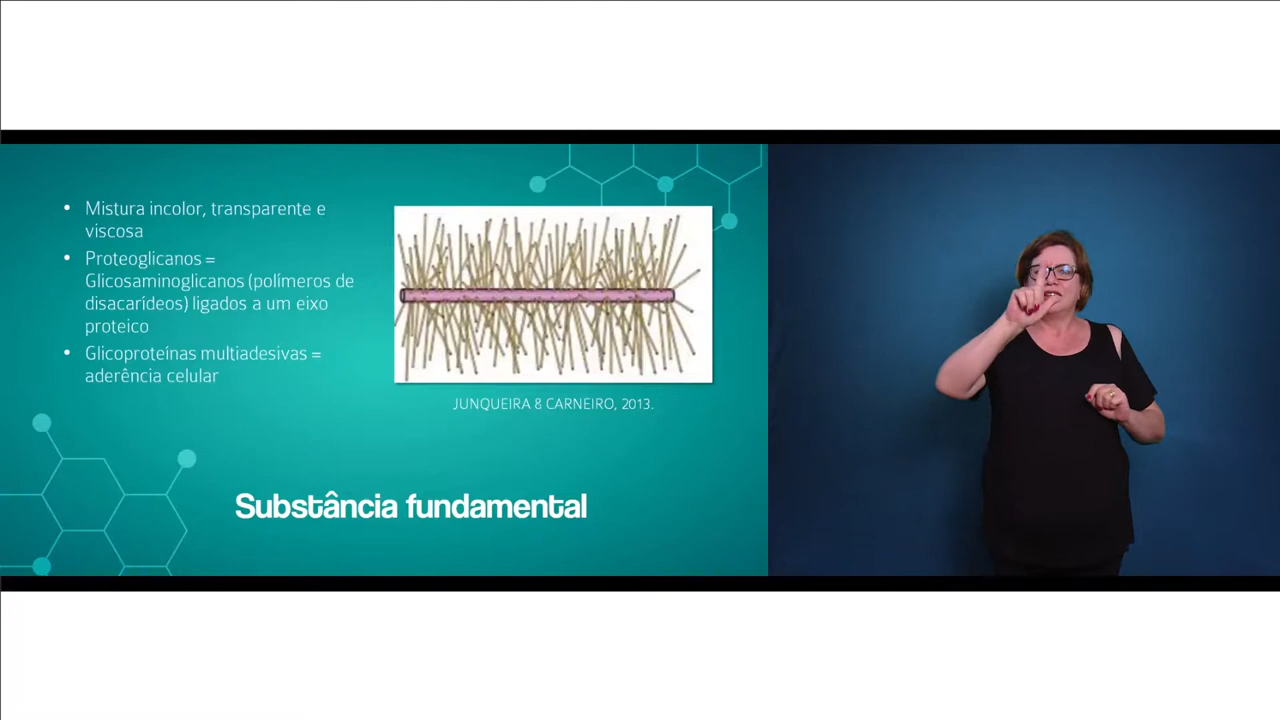 • Mistura incolor, transparente e
viscosa
• Proteoglicanos =
Glicosaminoglicanos (polímeros de
disacarídeos) ligados a um eixo
proteico
• Glicoproteínas multiadesivas =
aderência celular
JUNQUEIRA & CARNEIRO, 2013.
Substância fundamental